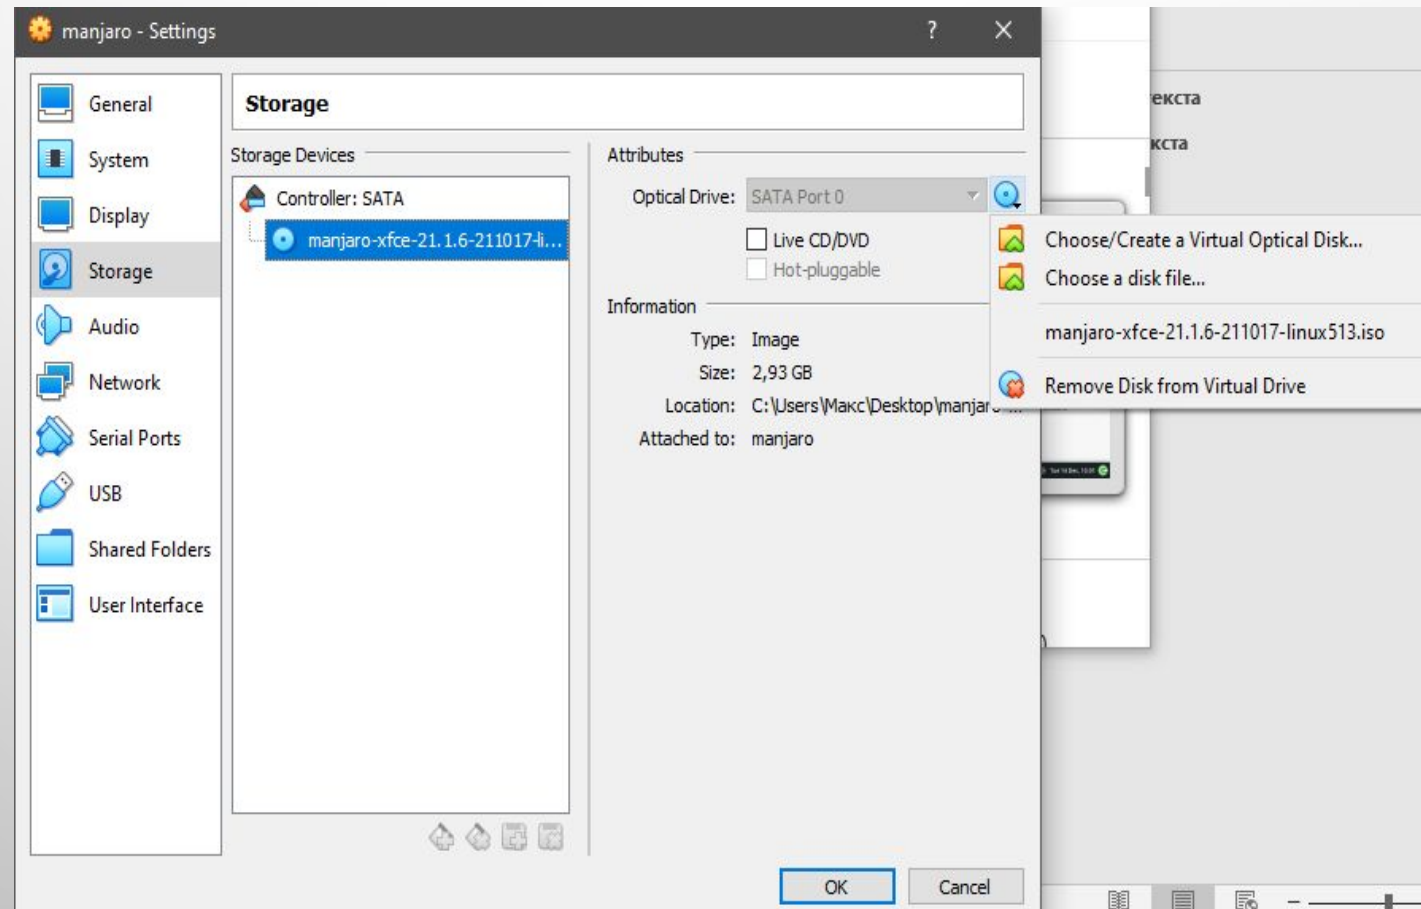 manjaro - Settings
?
General
System
Display
Storage
Audio
Network
Serial Ports
USB
Shared Folders
User Interface
Storage
Storage Devices
Controller: SATA
manjaro-xfce-21.1.6-211017-li...
Attributes
Optical Drive: SATA Port 0
Live CD/DVD
Hot-pluggable
Information
Type: Image
Size: 2,93 GB
Location: C:\Users\Макс\Desktop\manjaro-...
Attached to: manjaro
Choose/Create a Virtual Optical Disk...
Choose a disk file...
manjaro-xfce-21.1.6-211017-linux513.iso
Remove Disk from Virtual Drive
OK
Cancel
екста
кста